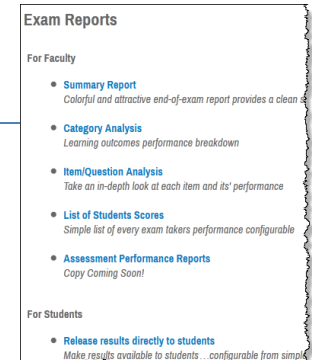 Exam Reports
For Faculty
Summary Report
Colorful and attractive end-of-exam report provides a clean
Category Analysis
Learning outcomes performance breakdown
Item/Question Analysis
Take an in-depth look at each item and its' performance
List of Students Scores
Simple list of every exam takers performance configurable
Assessment Performance Reports
Copy Coming Soon!
For Students
Release results directly to students
Make results available to students...configurable from